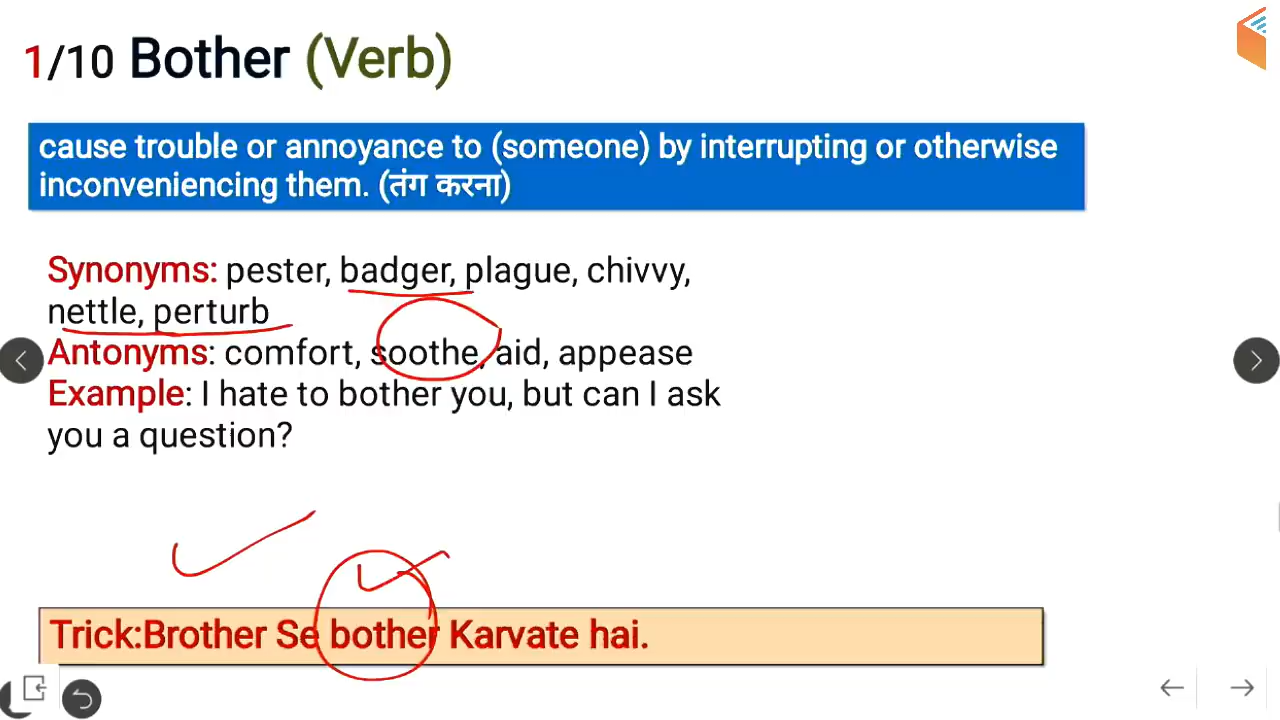 1/10 Bother (Verb)
cause trouble or annoyance to (someone) by interrupting or otherwise
inconveniencing them. (तंग करना)
Synonyms: pester, badger, plague, chivvy,
nettle, perturb
Antonyms: comfort, soothe, aid, appease
Example: I hate to bother you, but can I ask
you a question?
Trick:Brother Se bother Karvate hai.